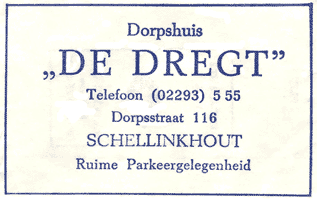 Dorpshuis
„DE DREGT”
Telefoon (02293) 5 55
Dorpsstraat 116
SCHELLINKHOUT
Ruime Parkeergelegenheid